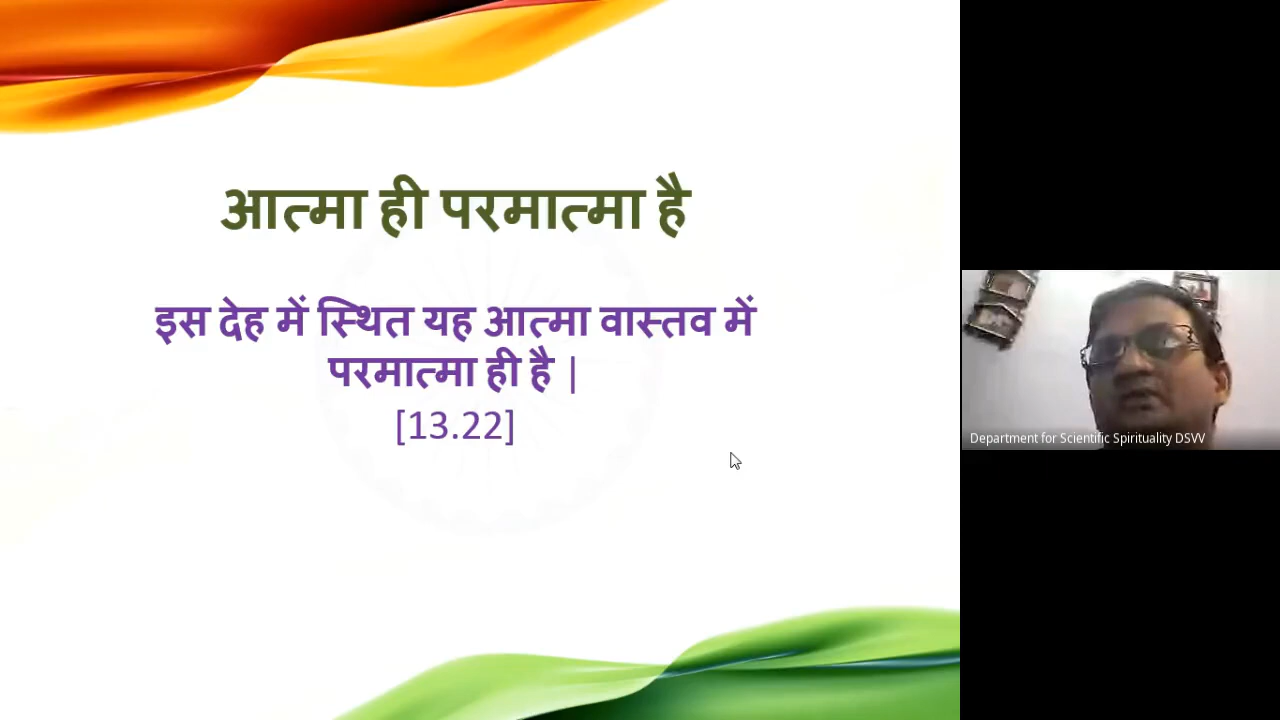 आत्मा ही परमात्मा है
इस देह में स्थित यह आत्मा वास्तव में
परमात्मा ही है |
[13.22]
Department for Scientific Spirituality DSVV